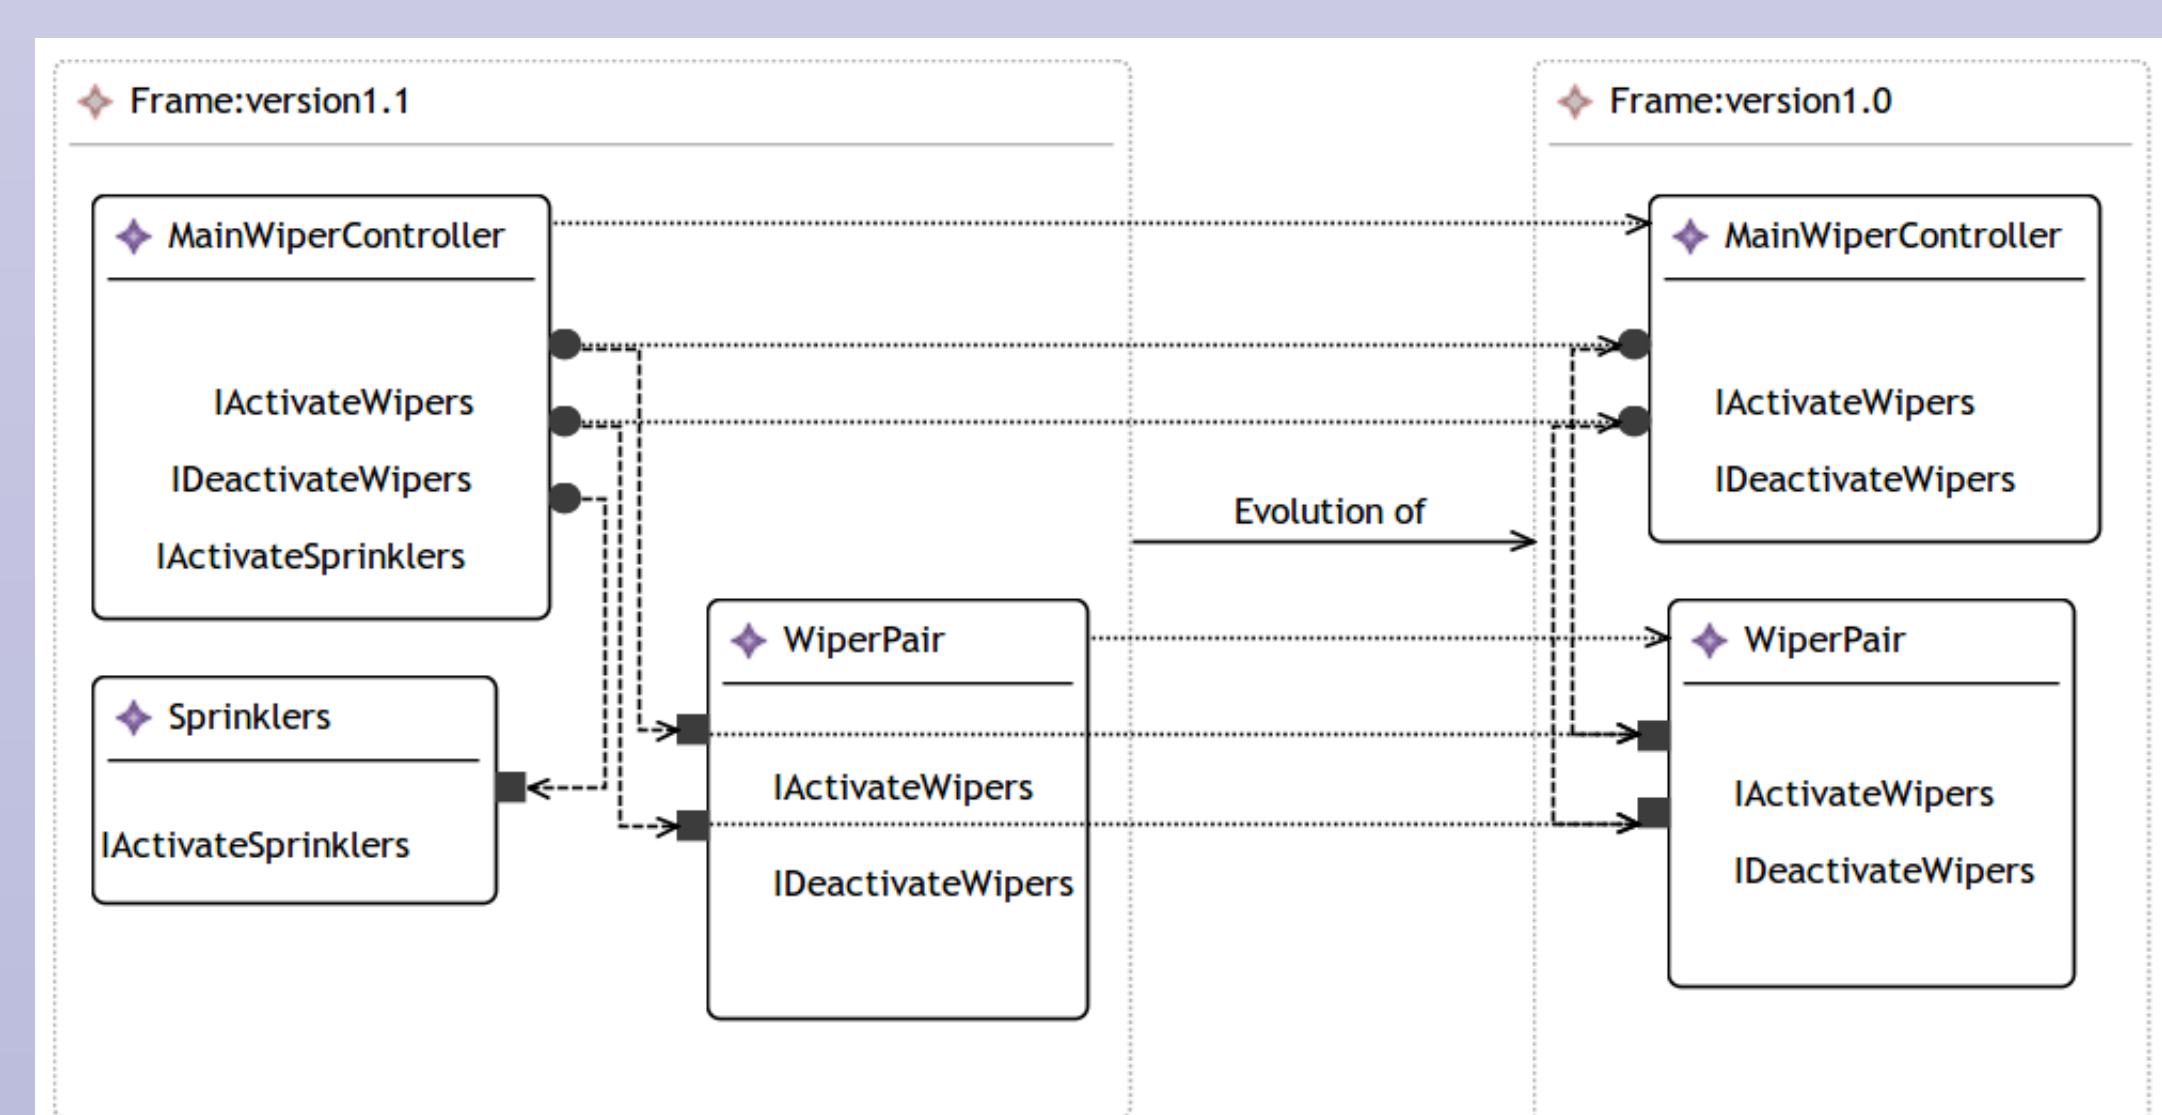 Frame:version1.1
MainWiperController
IActivateWipers
IDeactivateWipers
IActivateSprinklers
Sprinklers
IActivateSprinklers
WiperPair
IActivateWipers
IDeactivateWipers
Evolution of
Frame:version1.0
MainWiperController
IActivateWipers
IDeactivateWipers
WiperPair
IActivateWipers
IDeactivateWipers